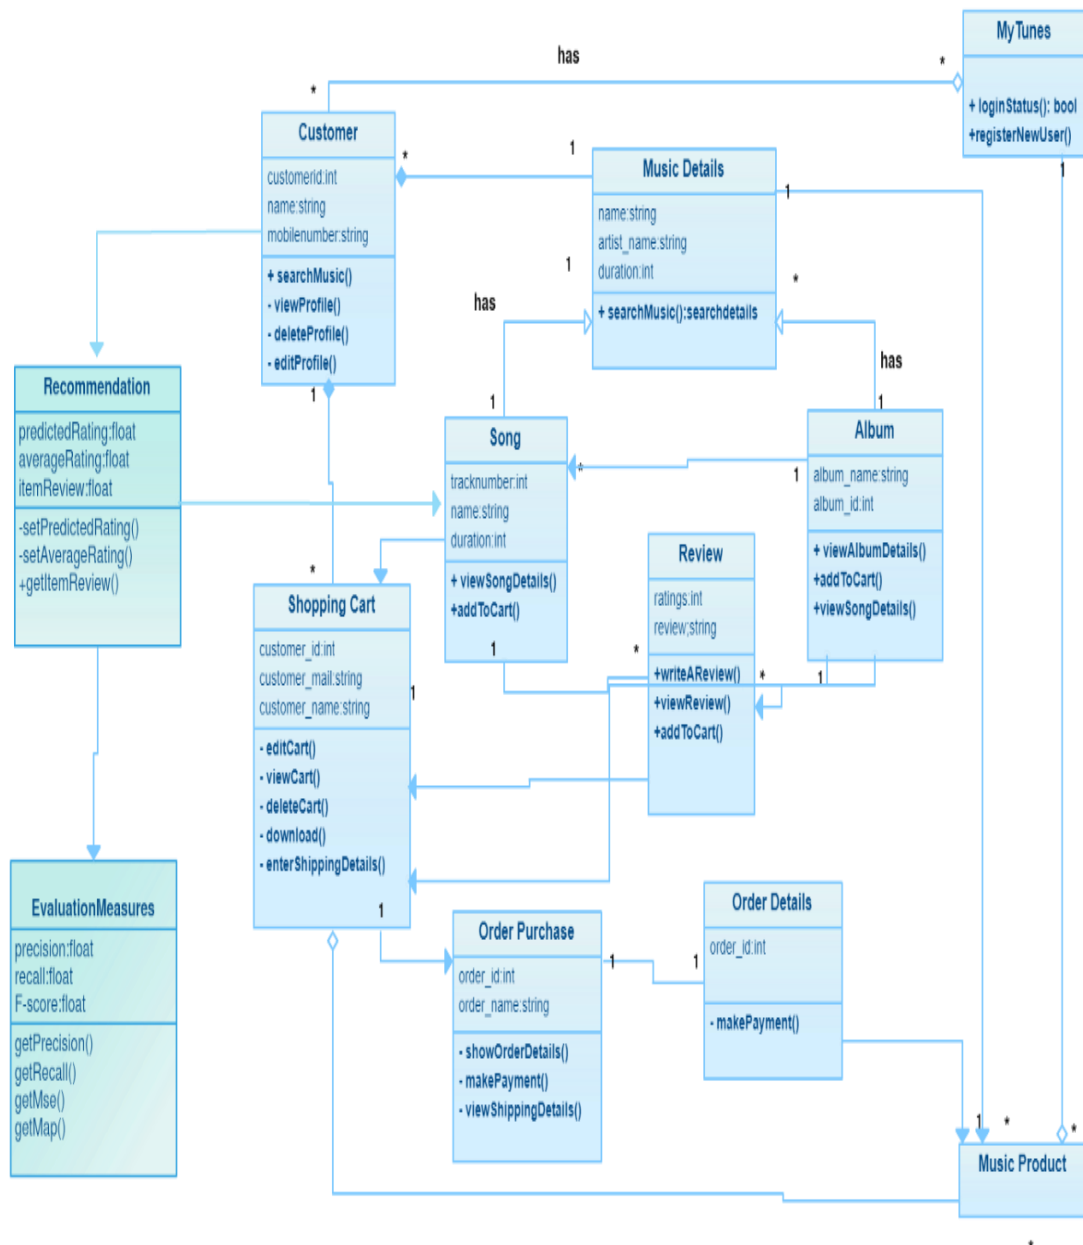 MyTunes
+ loginStatus(): bool
+registerNewUser()
1
has
*
*
Customer
customerid:int
name:string
mobilenumber:string
+ searchMusic()
- viewProfile()
- deleteProfile()
- editProfile()
1
*
1
Music Details
name:string
artist_name:string
duration:int
+ searchMusic():searchdetails
1
1
*
has
has
1
1
Recommendation
predictedRating:float
averageRating:float
itemReview:float
-setPredictedRating()
-setAverageRating()
+getItemReview()
Song
tracknumber:int
name:string
duration:int
+ viewSongDetails()
+addToCart()
1
*
1
Album
album_name:string
album_id:int
+ viewAlbumDetails()
+addToCart()
+viewSongDetails()
1
Review
ratings:int
review;string
+writeAReview()
+viewReview()
+addToCart()
*
*
*
Shopping Cart
customer_id:int
customer_mail:string
customer_name:string
- editCart()
- viewCart()
- deleteCart()
- download()
- enterShippingDetails()
1
1
EvaluationMeasures
precision:float
recall:float
F-score:float
getPrecision()
getRecall()
getMse()
getMap()
Order Purchase
order_id:int
order_name:string
- showOrderDetails()
- makePayment()
- viewShippingDetails()
1
1
Order Details
order_id:int
- makePayment()
1
*
*
Music Product
*